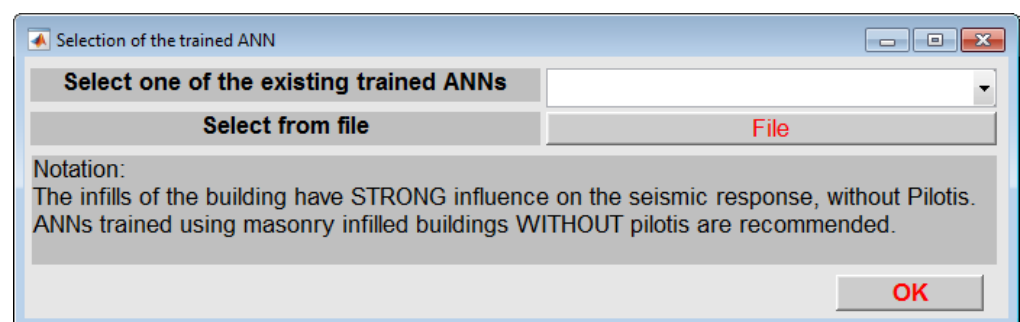 Selection of the trained ANN
Select one of the existing trained ANNs
Select from file
File
Notation:
The infills of the building have STRONG influence on the seismic response, without Pilotis.
ANNs trained using masonry infilled buildings WITHOUT pilotis are recommended.
OK